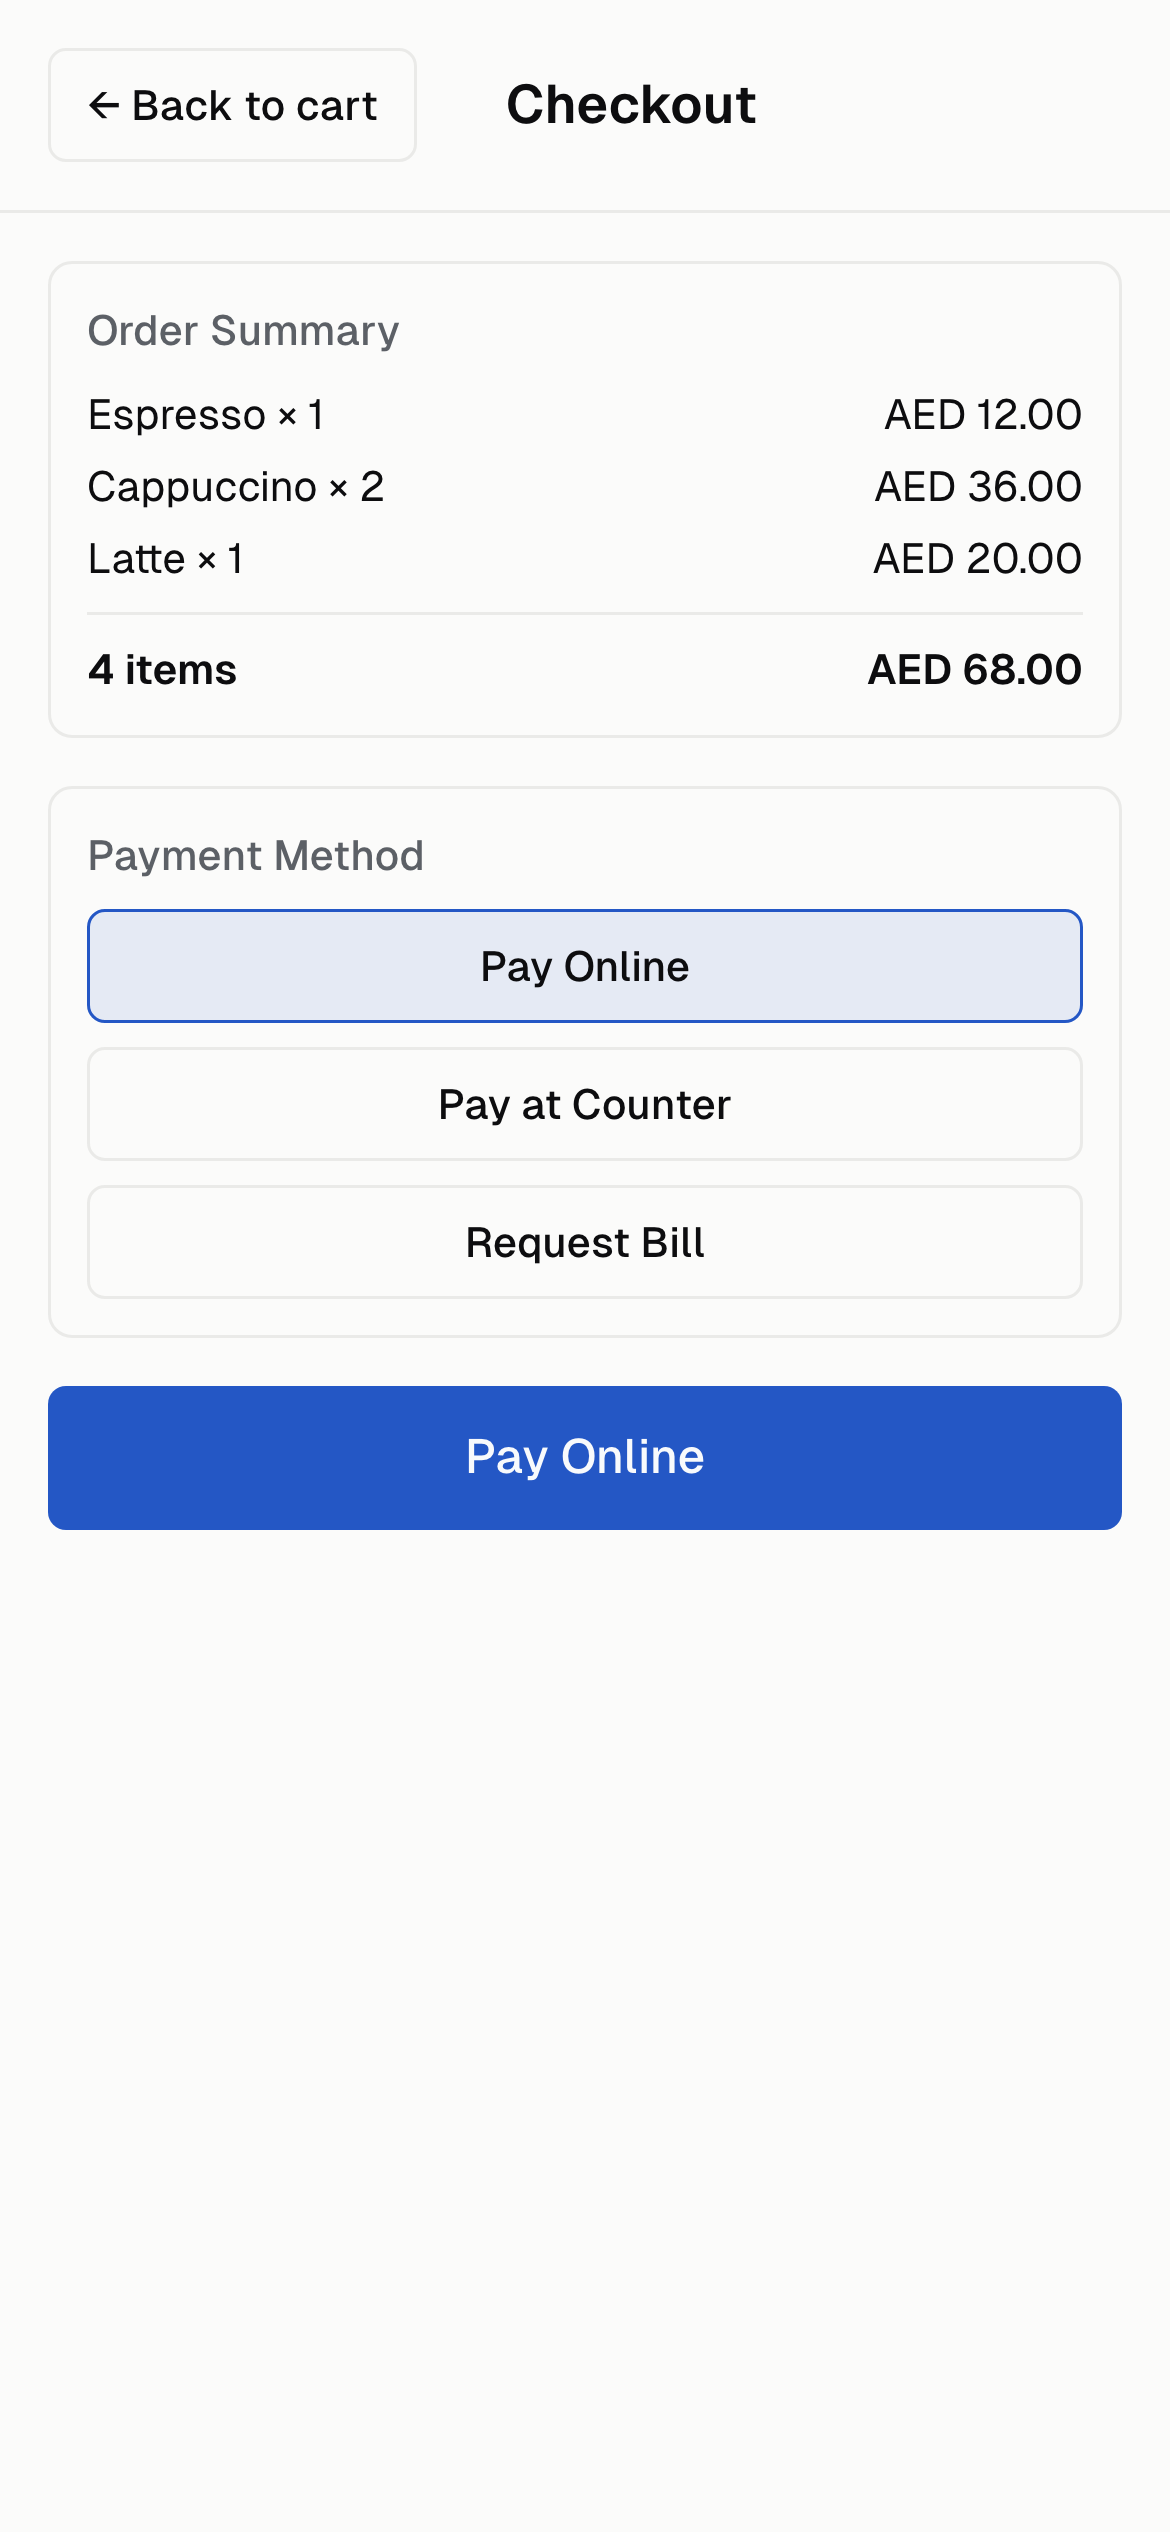 ← Back to cart
Checkout
Order Summary
Espresso × 1 AED 12.00
Cappuccino × 2 AED 36.00
Latte × 1 AED 20.00
4 items AED 68.00
Payment Method
Pay Online
Pay at Counter
Request Bill
Pay Online